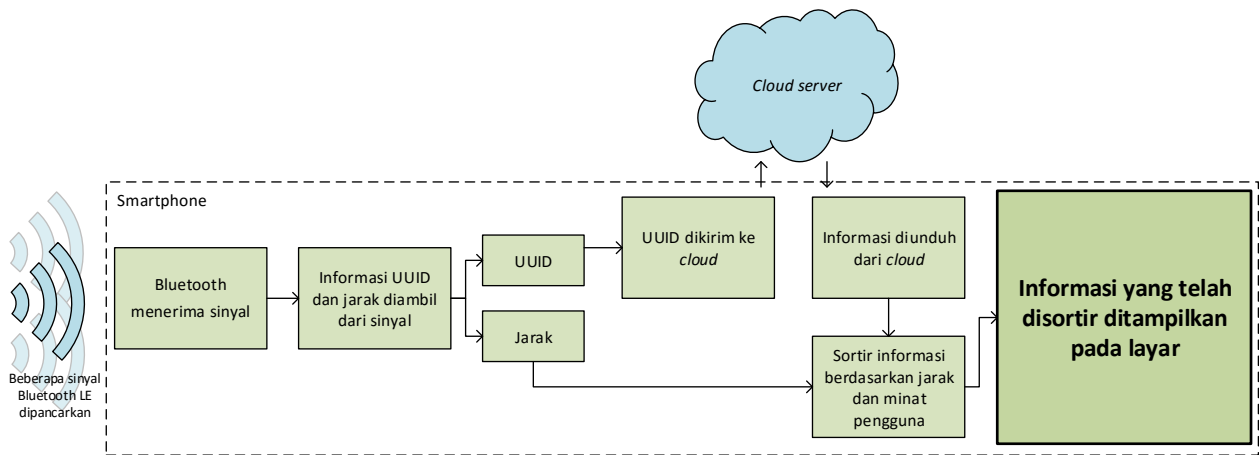 Cloud server
Smartphone
Beberapa sinyal
Bluetooth LE
dipancarkan
Bluetooth
menerima sinyal
Informasi UUID
dan jarak diambil
dari sinyal
UUID
Jarak
UUID dikirim ke
cloud
Informasi diunduh
dari cloud
Sortir informasi
berdasarkan jarak
dan minat
pengguna
Informasi yang telah
disortir ditampilkan
pada layar